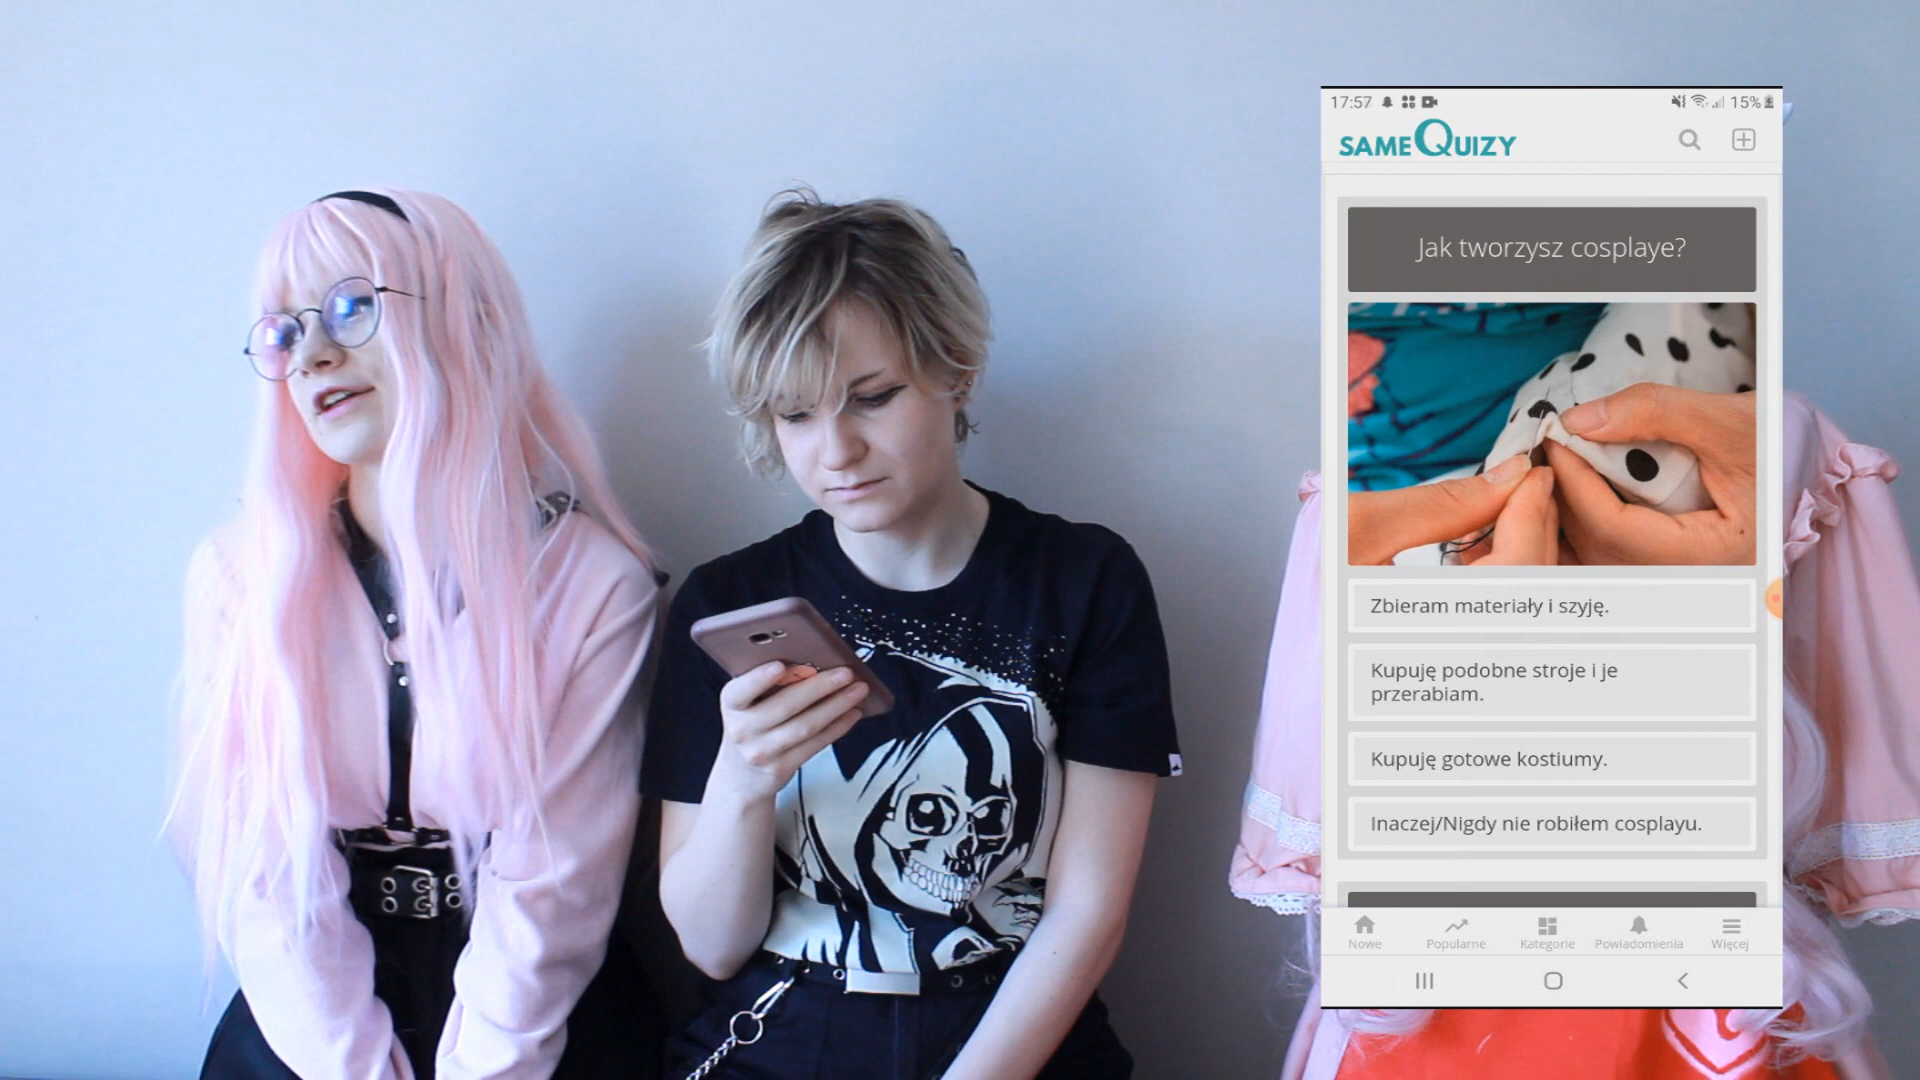 17:57
15%
SAMEQUIZY
Jak tworzysz cosplaye?
Zbieram materiały i szyję.
Kupuję podobne stroje i je
przerabiam.
Kupuję gotowe kostiumy.
Inaczej/Nigdy nie robiłem cosplayu.
Nowe
Popularne
Kategorie
Powiadomienia
Więcej